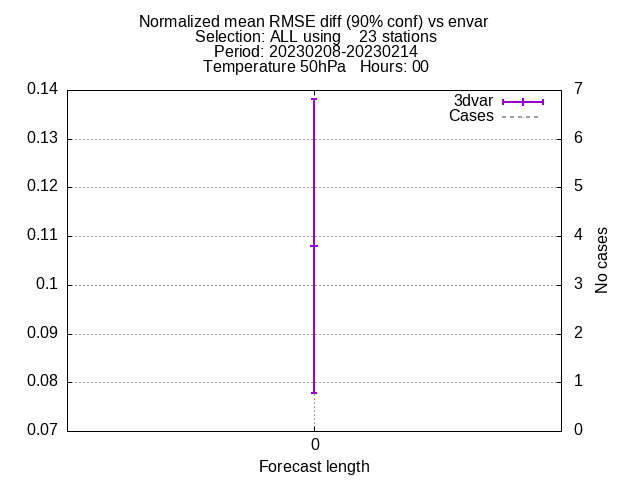 Normalized mean RMSE diff (90% conf) vs envar
Selection: ALL using    23 stations
Period: 20230208-20230214
Temperature 50hPa   Hours: 00
0.14
0.13
0.12
0.11
0.1
0.09
0.08
0.07
3dvar
Cases
7
6
5
4
3
2
1
0
No cases
0
Forecast length